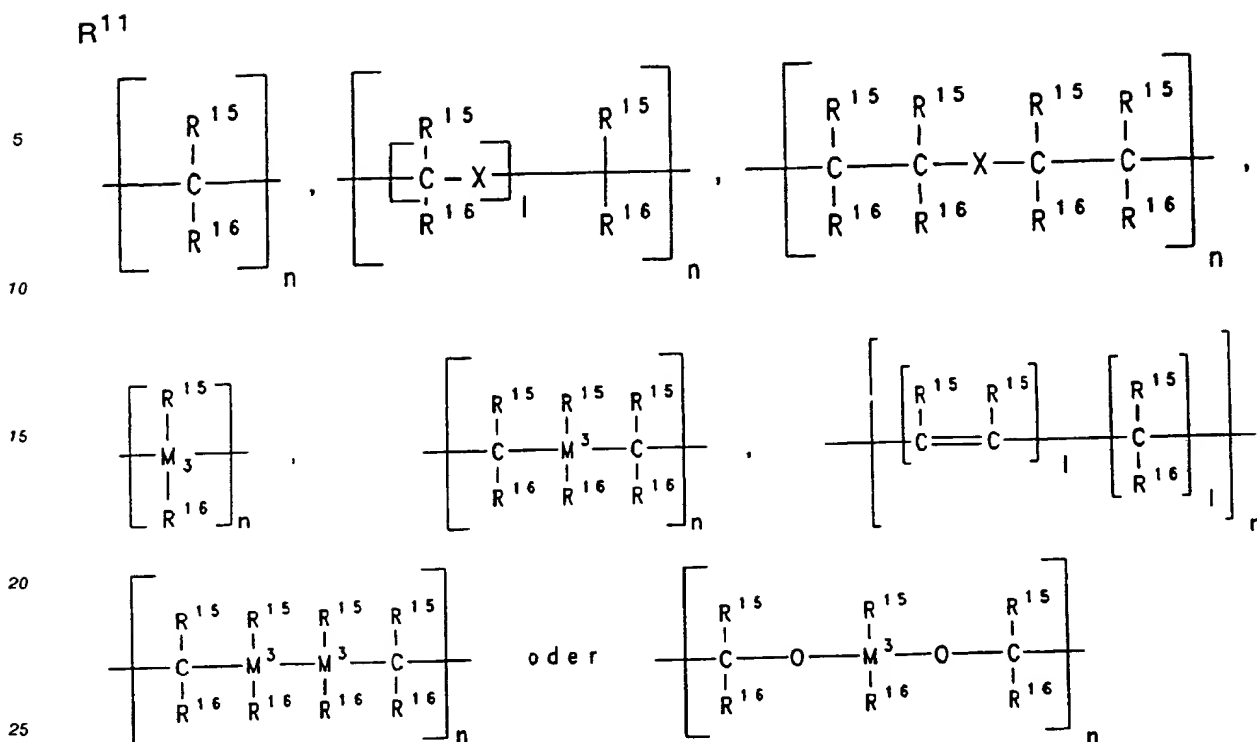 R¹¹
R¹⁵ R¹⁵ R¹⁵ R¹⁵ R¹⁵ R¹⁵ R¹⁵
5
C , C – X , C C – X – C C ,
R¹⁶ R¹⁶ l R¹⁶ R¹⁶ R¹⁶ R¹⁶ R¹⁶
n n n
10
R¹⁵ R¹⁵ R¹⁵ R¹⁵ R¹⁵ R¹⁵ R¹⁵
15
M₃ , C M³ C , C = C l C
R¹⁶ R¹⁶ R¹⁶ R¹⁶ R¹⁶ l
n n n
20
R¹⁵ R¹⁵ R¹⁵ R¹⁵ R¹⁵ R¹⁵ R¹⁵
C M³ M³ C oder C O M³ O C
R¹⁶ R¹⁶ R¹⁶ R¹⁶ R¹⁶ R¹⁶ R¹⁶
25
n n